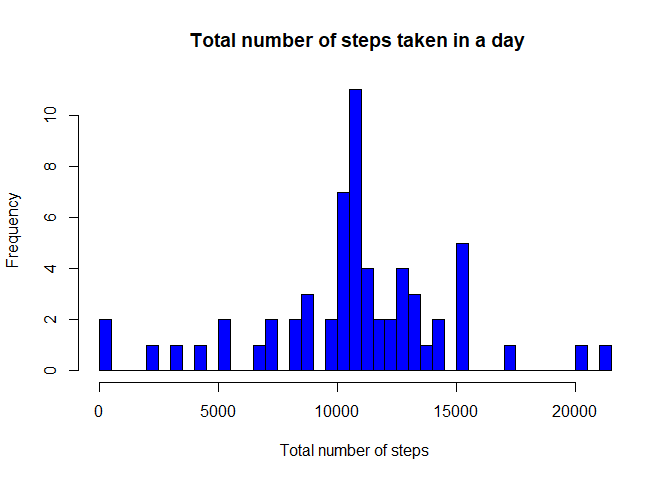 Total number of steps taken in a day
Frequency
10
8
6
4
2
0
0 5000 10000 15000 20000
Total number of steps